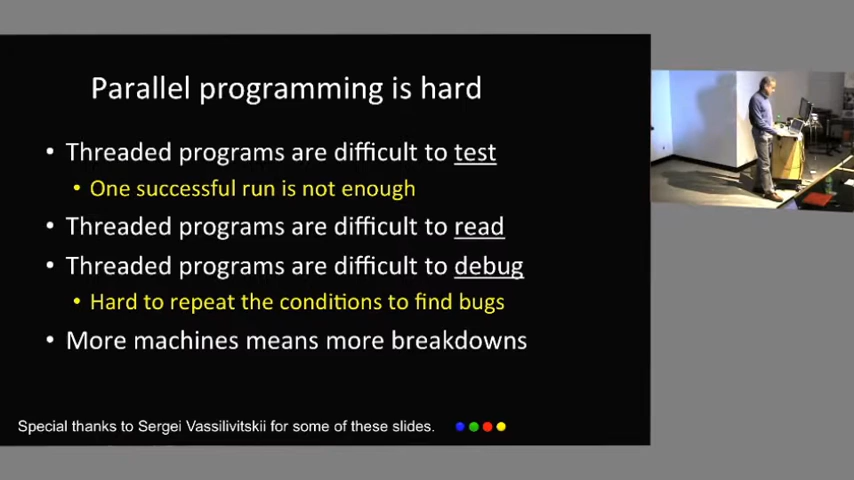 Parallel programming is hard
• Threaded programs are difficult to test
• One successful run is not enough
• Threaded programs are difficult to read
• Threaded programs are difficult to debug
• Hard to repeat the conditions to find bugs
• More machines means more breakdowns
Special thanks to Sergei Vassilivitskii for some of these slides.